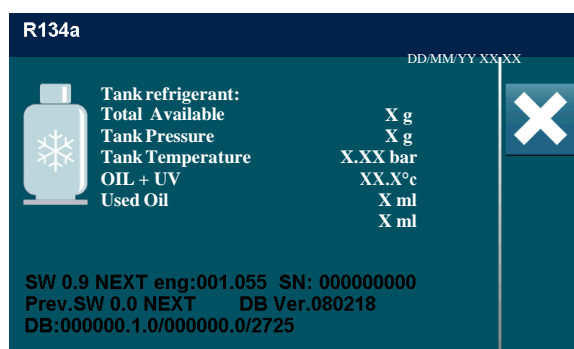 R134a
DD/MM/YY XX:XX
Tank refrigerant:
Total Available X g
Tank Pressure X g
Tank Temperature X.XX bar
OIL + UV XX.X°c
Used Oil X ml
X ml
SW 0.9 NEXT eng:001.055 SN: 000000000
Prev.SW 0.0 NEXT DB Ver.080218
DB:000000.1.0/000000.0/2725